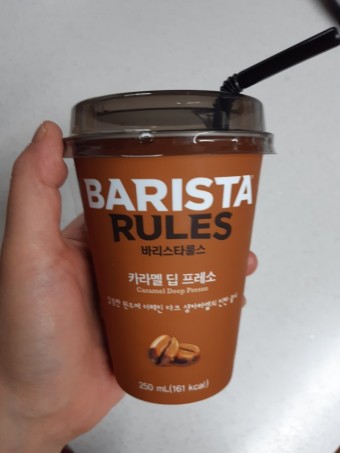 BARISTA
RULES
바리스타룰스
카라멜 딥 프레소
Caramel Deep Presso
250 mL(161 kcal)